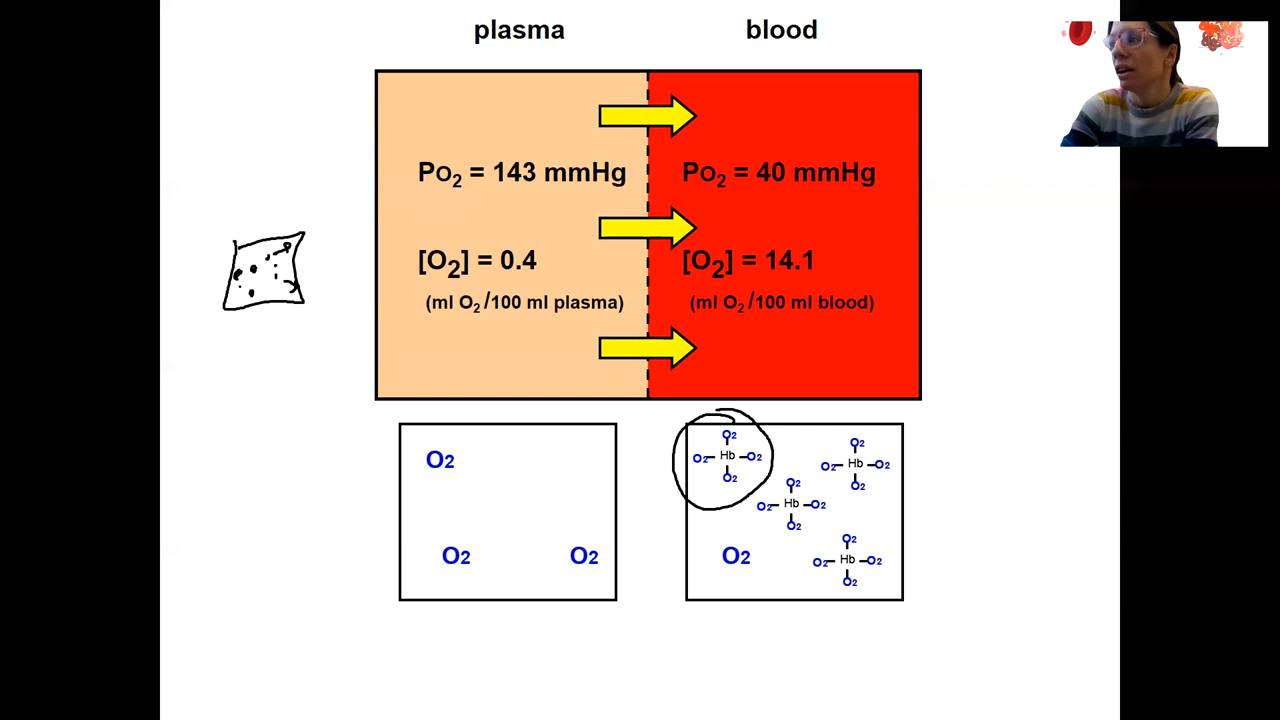 plasma
blood
PO₂ = 143 mmHg
PO₂ = 40 mmHg
[O₂] = 0.4
[O₂] = 14.1
(ml O₂ /100 ml plasma)
(ml O₂ /100 ml blood)
O₂
O₂
O₂
O₂
O₂ Hb O₂
O₂
O₂
O₂ Hb O₂
O₂
O₂
O₂ Hb O₂
O₂
O₂
O₂
O₂ Hb O₂
O₂